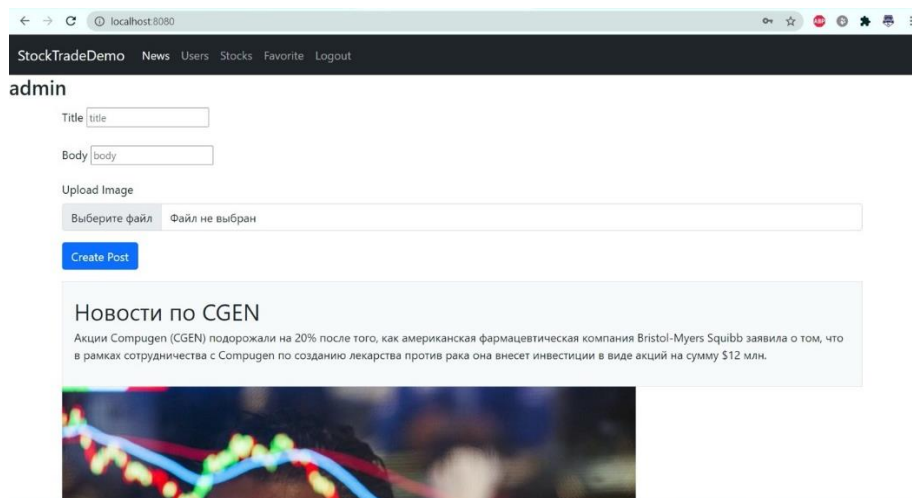 localhost:8080
ABP
StockTradeDemo News Users Stocks Favorite Logout
admin
Title title
Body body
Upload Image
Выберите файл Файл не выбран
Create Post
Новости по CGEN
Акции Compugen (CGEN) подорожали на 20% после того, как американская фармацевтическая компания Bristol-Myers Squibb заявила о том, что
в рамках сотрудничества с Compugen по созданию лекарства против рака она внесет инвестиции в виде акций на сумму $12 млн.